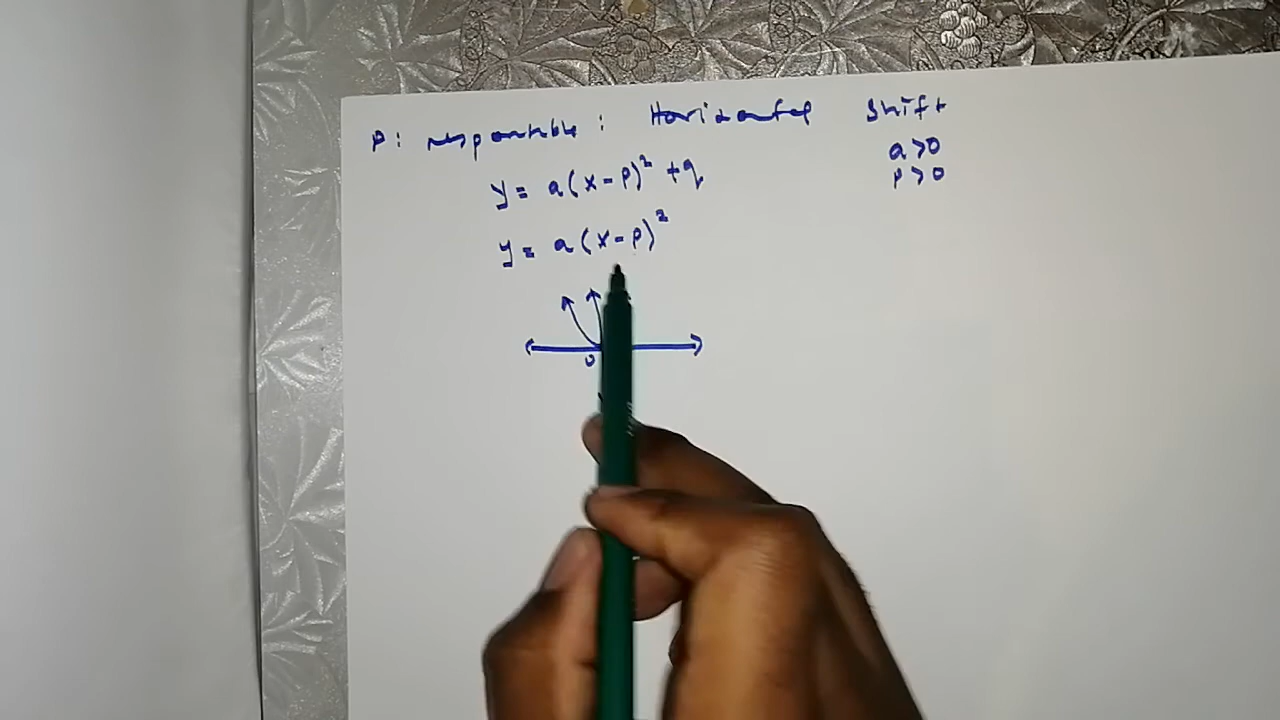 P: responsible: Horizontal Shift
a>0
y = a(x-p)² +q
P>0
y = a(x-p)²
0